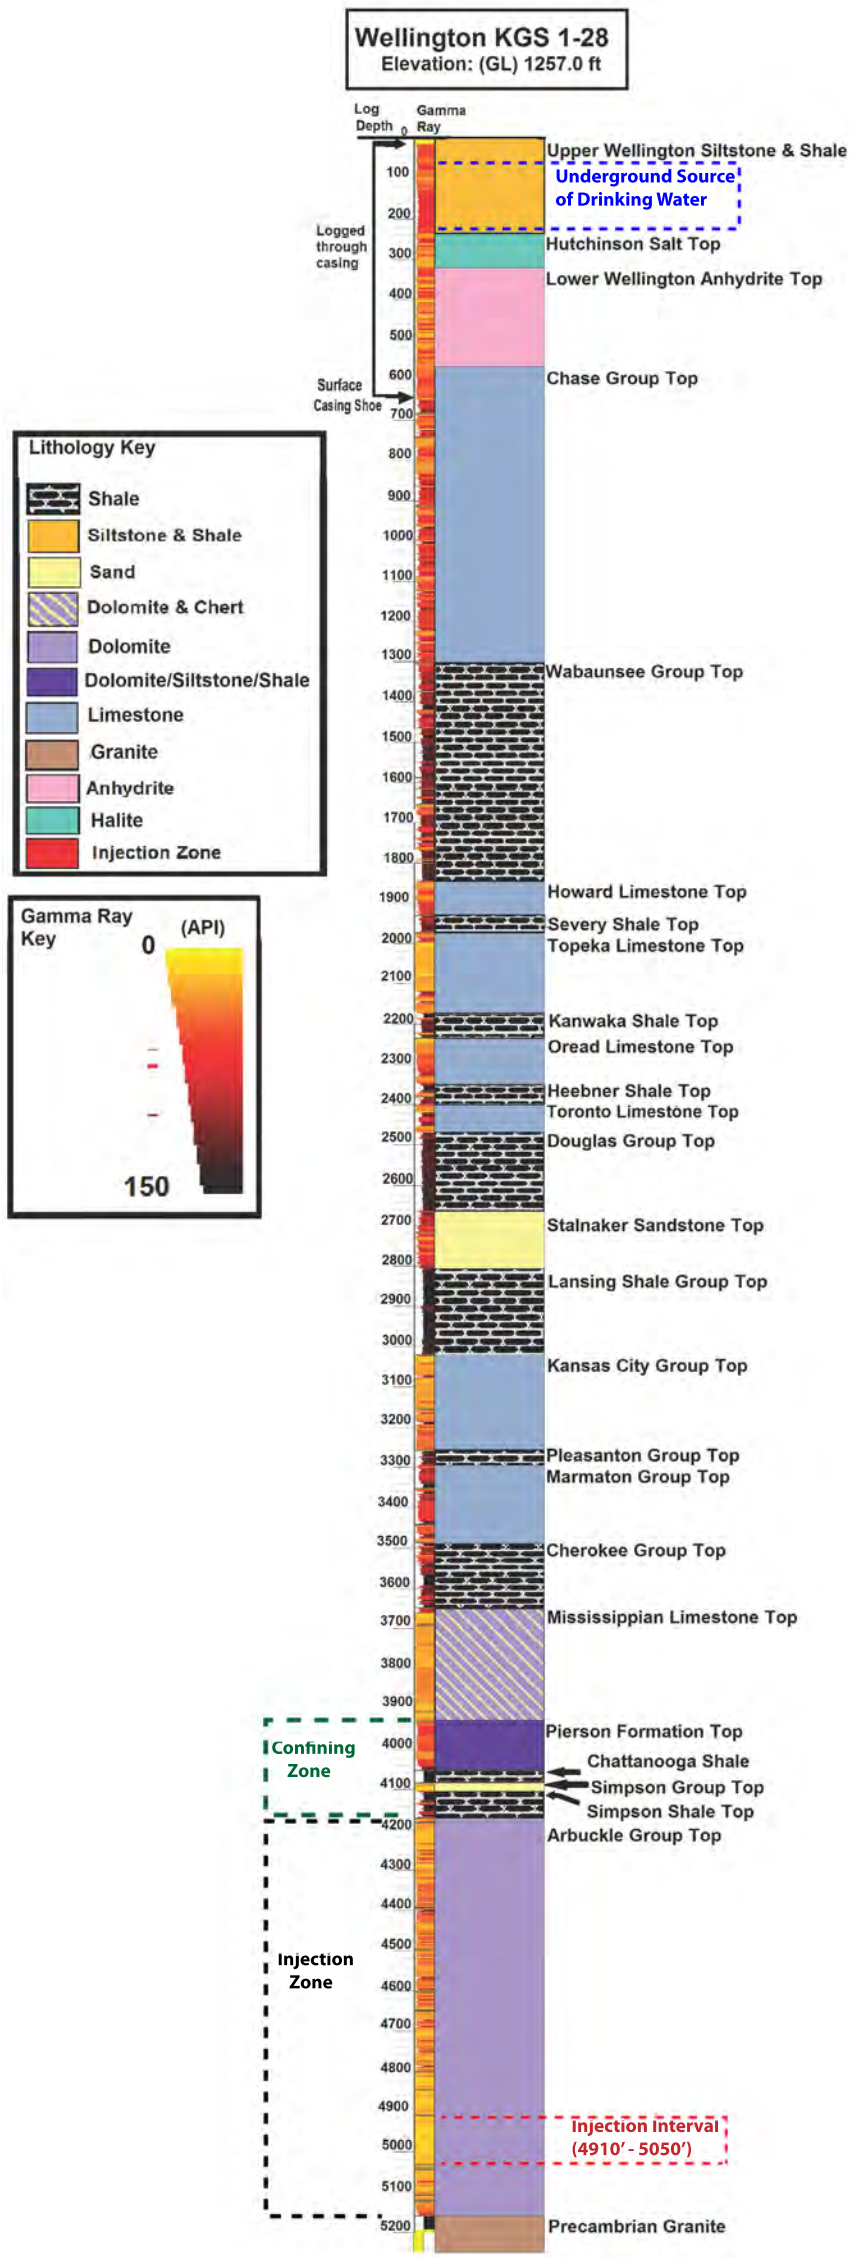 Wellington KGS 1-28
Elevation: (GL) 1257.0 ft
Log
Depth
0
Gamma
Ray
Upper Wellington Siltstone & Shale
100
Underground Source
of Drinking Water
200
Logged
through
casing
Hutchinson Salt Top
300
Lower Wellington Anhydrite Top
400
500
600
Chase Group Top
Surface
Casing Shoe
700
800
900
1000
1100
1200
1300
Wabaunsee Group Top
1400
1500
1600
1700
1800
Howard Limestone Top
1900
Severy Shale Top
2000
Topeka Limestone Top
2100
2200
Kanwaka Shale Top
Oread Limestone Top
2300
Heebner Shale Top
2400
Toronto Limestone Top
2500
Douglas Group Top
2600
2700
Stalnaker Sandstone Top
2800
Lansing Shale Group Top
2900
3000
Kansas City Group Top
3100
3200
Pleasanton Group Top
3300
Marmaton Group Top
3400
3500
Cherokee Group Top
3600
3700
Mississippian Limestone Top
3800
3900
Pierson Formation Top
4000
Confining
Zone
Chattanooga Shale
4100
Simpson Group Top
Simpson Shale Top
4200
Arbuckle Group Top
4300
4400
4500
Injection
Zone
4600
4700
4800
4900
Injection Interval
(4910' - 5050')
5000
5100
5200
Precambrian Granite
Lithology Key
Shale
Siltstone & Shale
Sand
Dolomite & Chert
Dolomite
Dolomite/Siltstone/Shale
Limestone
Granite
Anhydrite
Halite
Injection Zone
Gamma Ray
Key
(API)
0
150